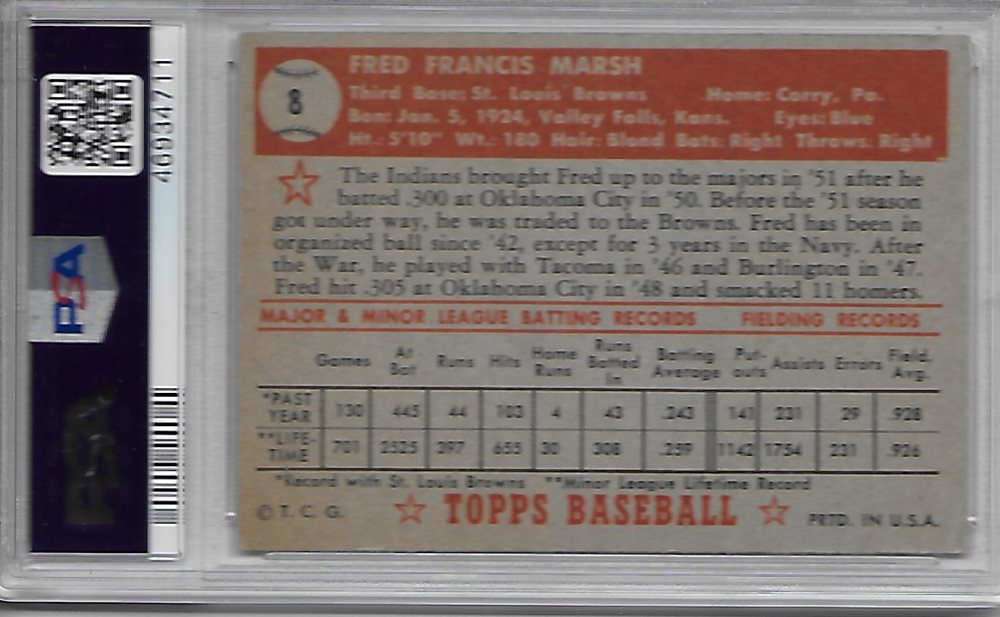 PSA
46934711
8
FRED FRANCIS MARSH
Third Base: St. Louis Browns Home: Corry, Pa.
Born: Jan. 5, 1924, Valley Falls, Kans. Eyes: Blue
Ht.: 5'10" Wt.: 180 Hair: Blond Bats: Right Throws: Right
The Indians brought Fred up to the majors in '51 after he
batted .300 at Oklahoma City in '50. Before the '51 season
got under way, he was traded to the Browns. Fred has been in
organized ball since '42, except for 3 years in the Navy. After
the War, he played with Tacoma in '46 and Burlington in '47.
Fred hit .305 at Oklahoma City in '48 and smacked 11 homers.
MAJOR & MINOR LEAGUE BATTING RECORDS FIELDING RECORDS
Games At Bat Runs Hits Home Runs Runs Batted In Batting Average Put-outs Assists Errors Field. Avg.
*PAST YEAR 130 445 44 103 4 43 .243 141 231 29 .928
**LIFE-TIME 701 2525 397 655 30 308 .259 1142 1754 231 .926
*Record with St. Louis Browns **Minor League Lifetime Record
© T. C. G. TOPPS BASEBALL PRTD. IN U.S.A.